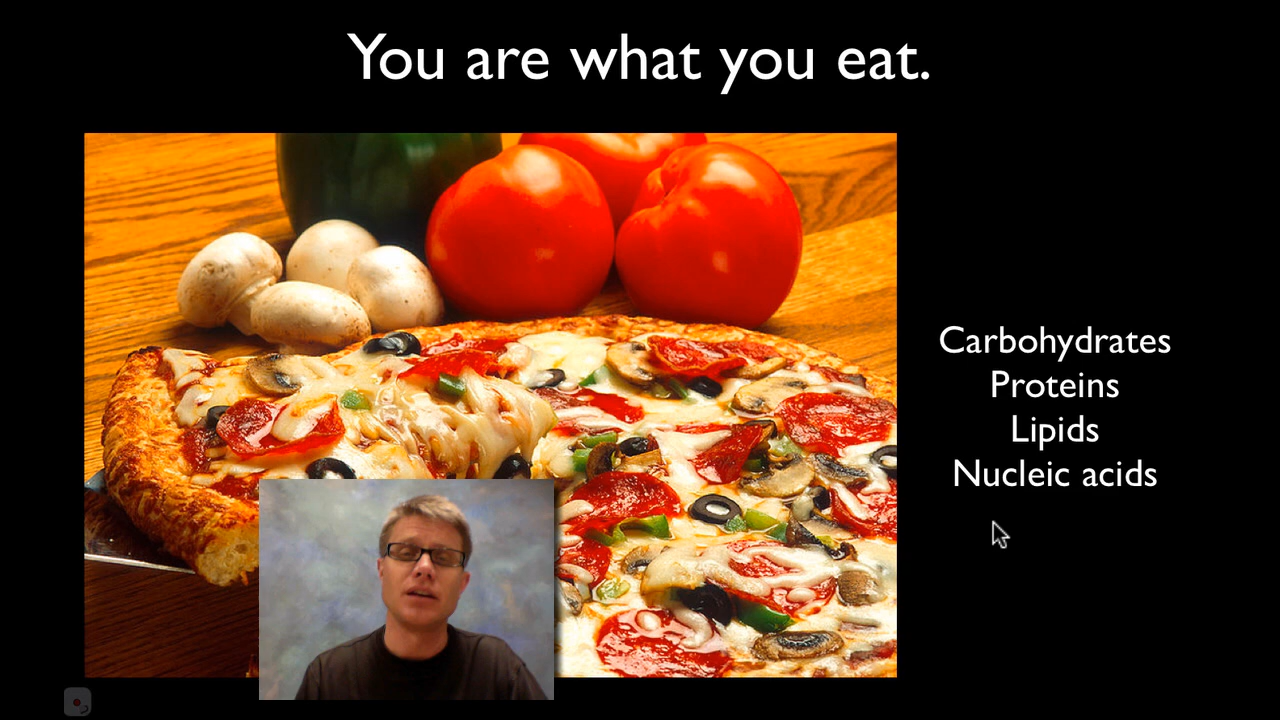 You are what you eat.
Carbohydrates
Proteins
Lipids
Nucleic acids